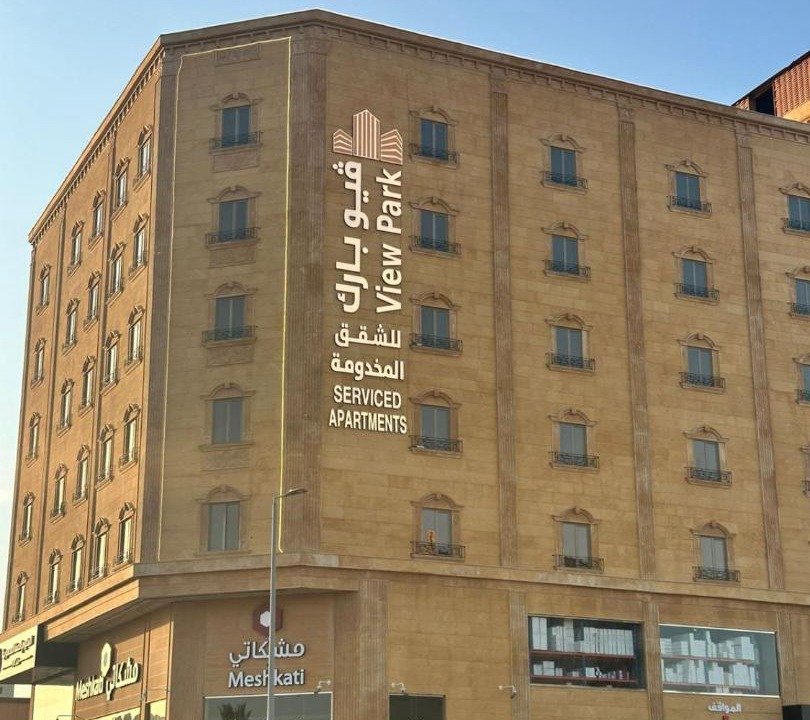 ڤيو بارك
View Park
للشقق
المخدومة
SERVICED
APARTMENTS
مشكاتي
Meshkati
مشكاتي
Meshkati
المواقف